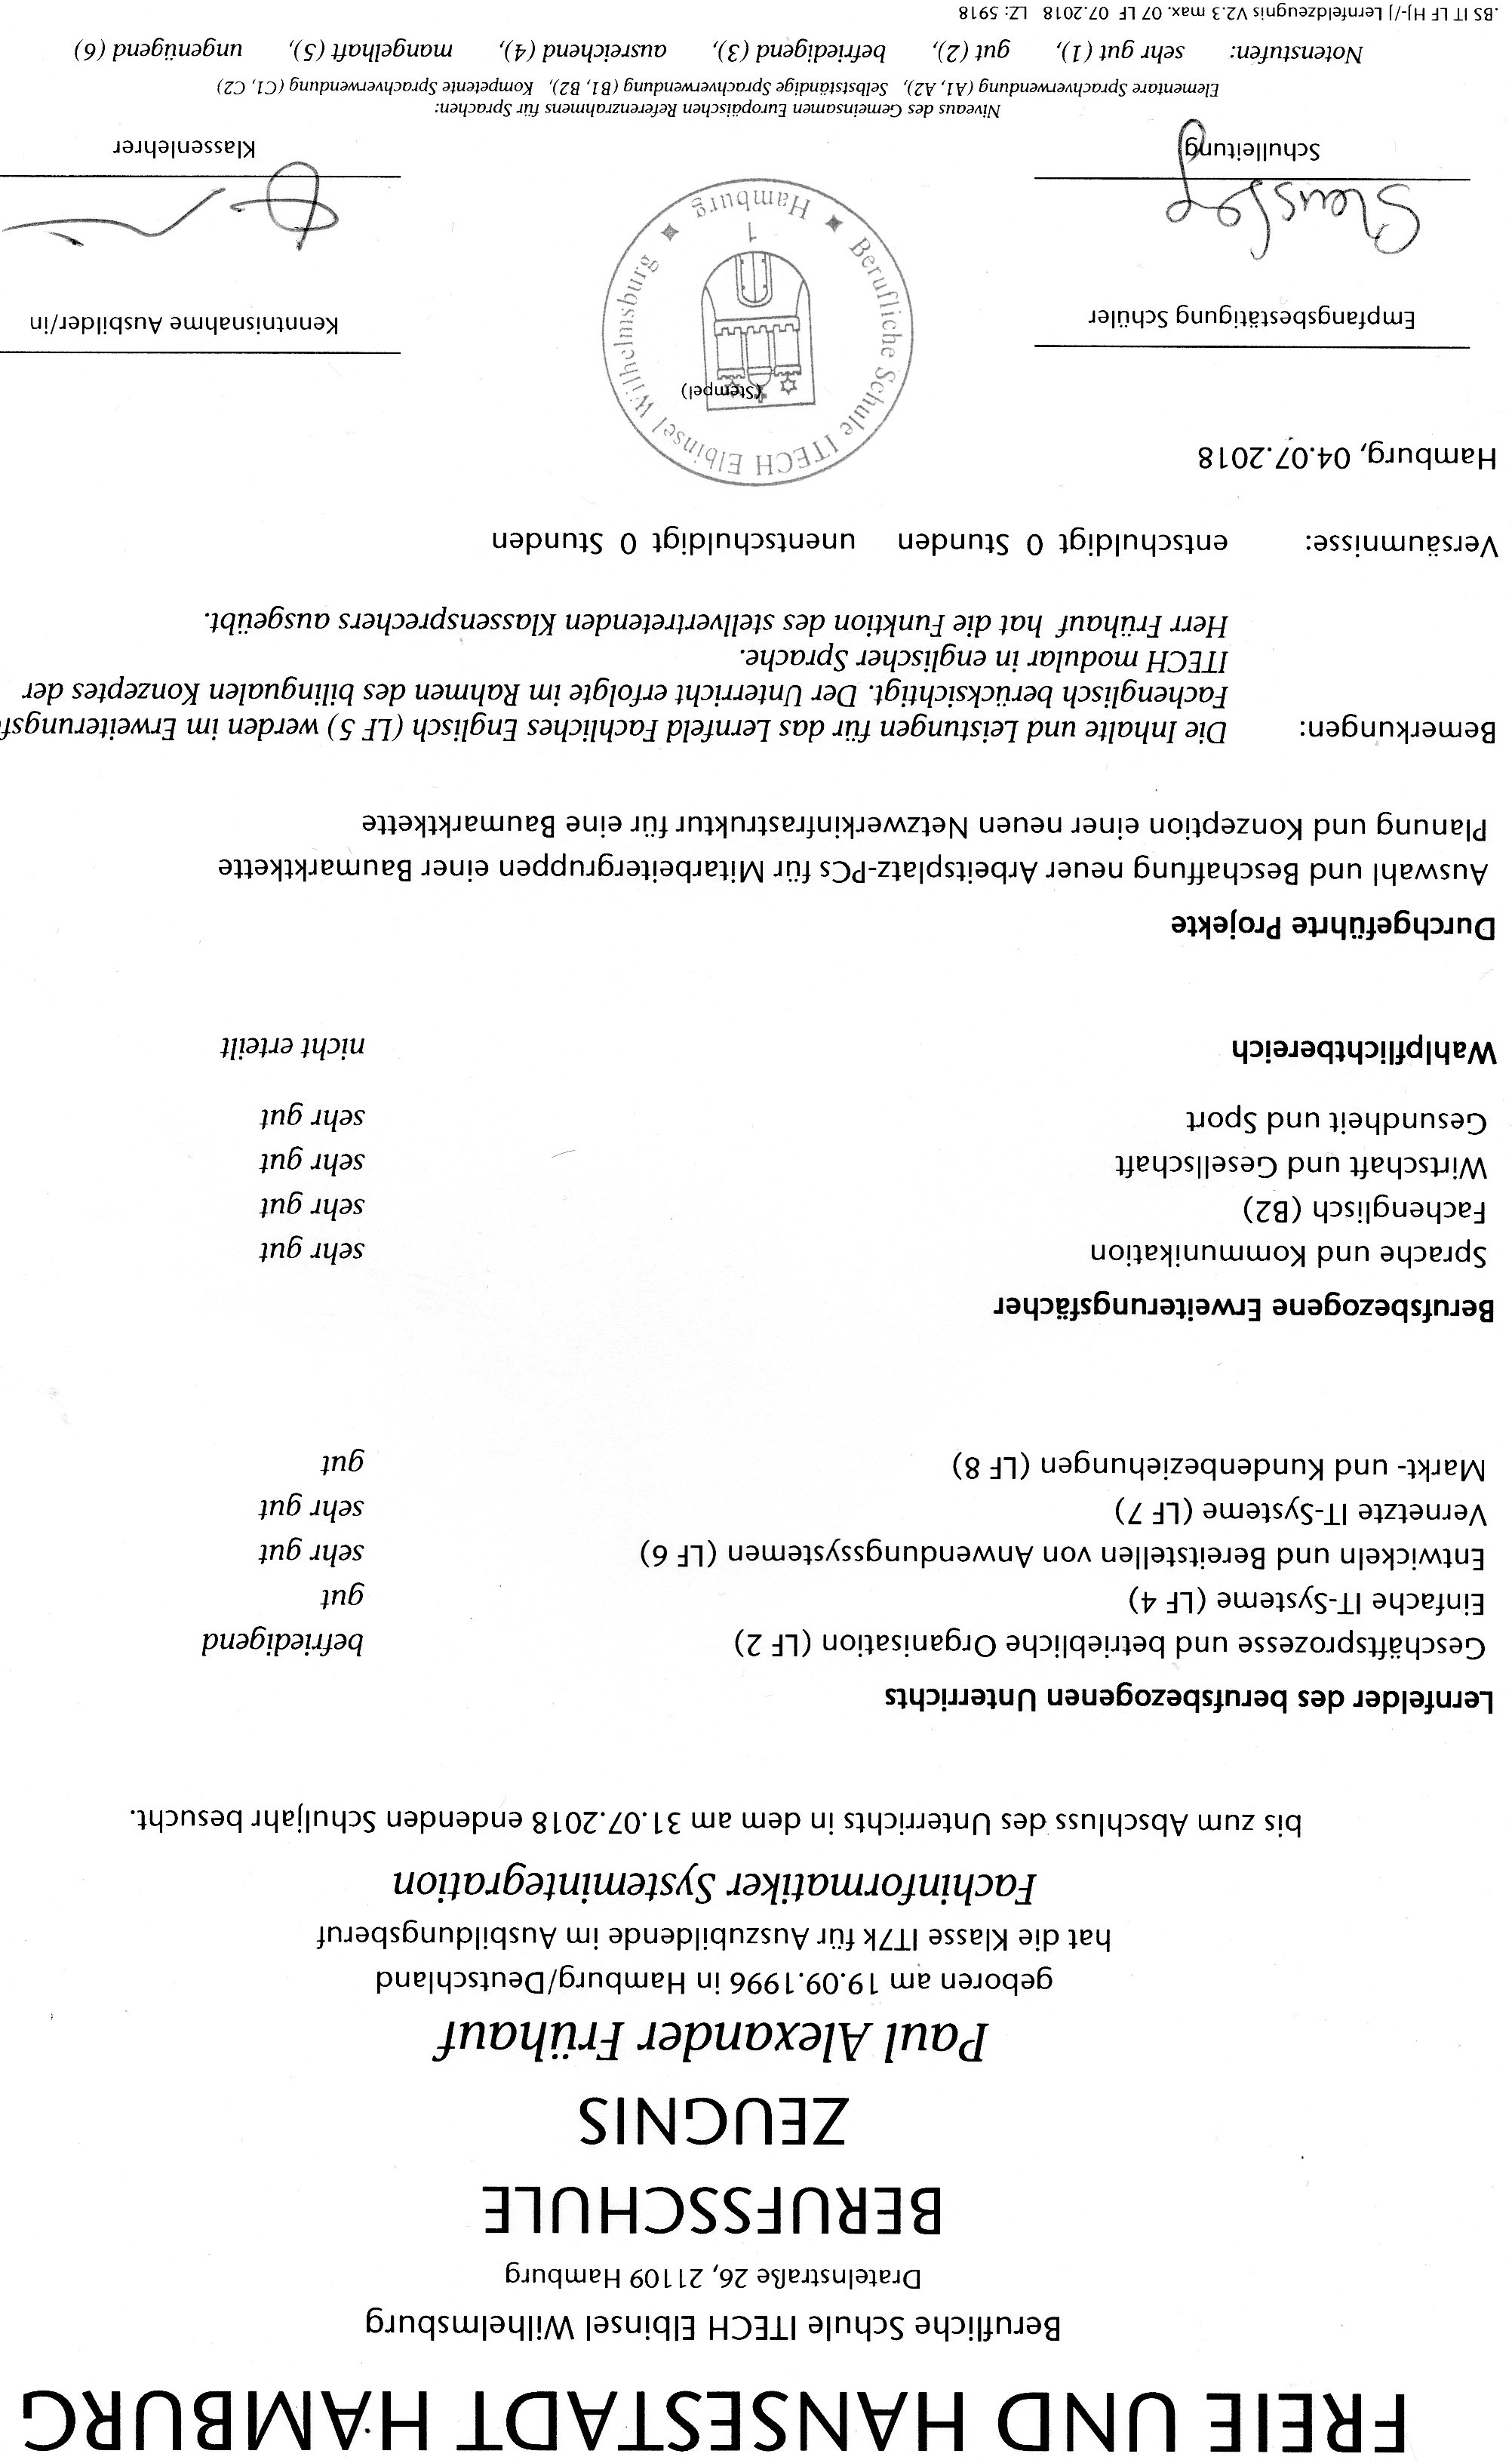 FREIE UND HANSESTADT HAMBURG
Berufliche Schule ITECH Elbinsel Wilhelmsburg
Dratelnstraße 26, 21109 Hamburg
BERUFSSCHULE
ZEUGNIS
Paul Alexander Frühauf
geboren am 19.09.1996 in Hamburg/Deutschland
hat die Klasse IT7k für Auszubildende im Ausbildungsberuf
Fachinformatiker Systemintegration
bis zum Abschluss des Unterrichts in dem am 31.07.2018 endenden Schuljahr besucht.
Lernfelder des berufsbezogenen Unterrichts
Geschäftsprozesse und betriebliche Organisation (LF 2) befriedigend
Einfache IT-Systeme (LF 4) gut
Entwickeln und Bereitstellen von Anwendungssystemen (LF 6) sehr gut
Vernetzte IT-Systeme (LF 7) sehr gut
Markt- und Kundenbeziehungen (LF 8) gut
Berufsbezogene Erweiterungsfächer
Sprache und Kommunikation sehr gut
Fachenglisch (B2) sehr gut
Wirtschaft und Gesellschaft sehr gut
Gesundheit und Sport sehr gut
Wahlpflichtbereich nicht erteilt
Durchgeführte Projekte
Auswahl und Beschaffung neuer Arbeitsplatz-PCs für Mitarbeitergruppen einer Baumarktkette
Planung und Konzeption einer neuen Netzwerkinfrastruktur für eine Baumarktkette
Bemerkungen: Die Inhalte und Leistungen für das Lernfeld Fachliches Englisch (LF 5) werden im Erweiterungsf
Fachenglisch berücksichtigt. Der Unterricht erfolgte im Rahmen des bilingualen Konzeptes der
ITECH modular in englischer Sprache.
Herr Frühauf hat die Funktion des stellvertretenden Klassensprechers ausgeübt.
Versäumnisse: entschuldigt 0 Stunden unentschuldigt 0 Stunden
Hamburg, 04.07.2018
Berufliche Schule ITECH Elbinsel Wilhelmsburg
(Stempel)
1
Hamburg
Empfangsbestätigung Schüler
Kenntnisnahme Ausbilder/in
Schulleitung
Klassenlehrer
Niveaus des Gemeinsamen Europäischen Referenzrahmens für Sprachen:
Elementare Sprachverwendung (A1, A2), Selbstständige Sprachverwendung (B1, B2), Kompetente Sprachverwendung (C1, C2)
Notenstufen: sehr gut (1), gut (2), befriedigend (3), ausreichend (4), mangelhaft (5), ungenügend (6)
.BS IT LF HJ-/J Lernfeldzeugnis V2.3 max. 07 LF 07.2018 LZ: 5918